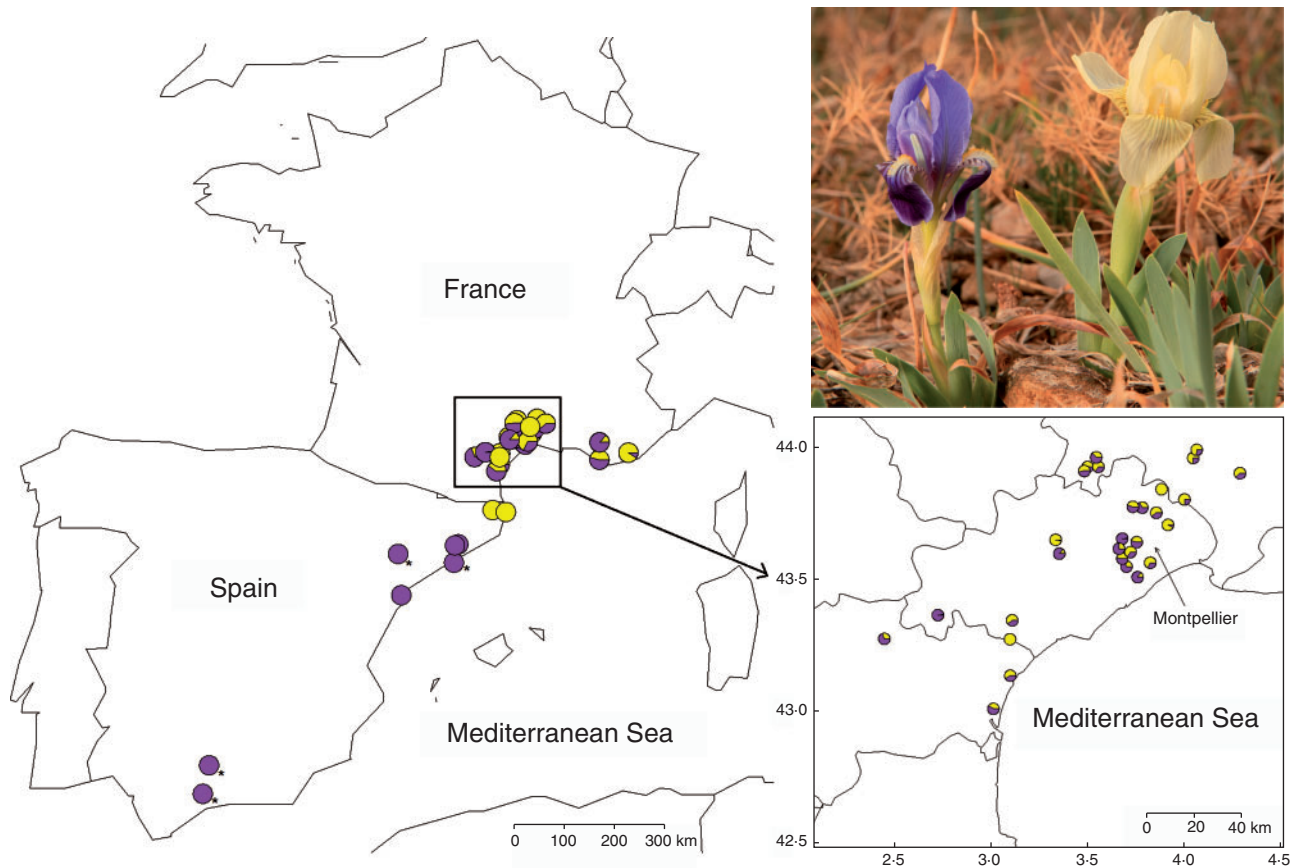 France
Spain
Mediterranean Sea
*
*
*
*
0 100 200 300 km
44·0
43·5
43·0
42·5
2·5 3·0 3·5 4·0 4·5
Montpellier
Mediterranean Sea
0 20 40 km